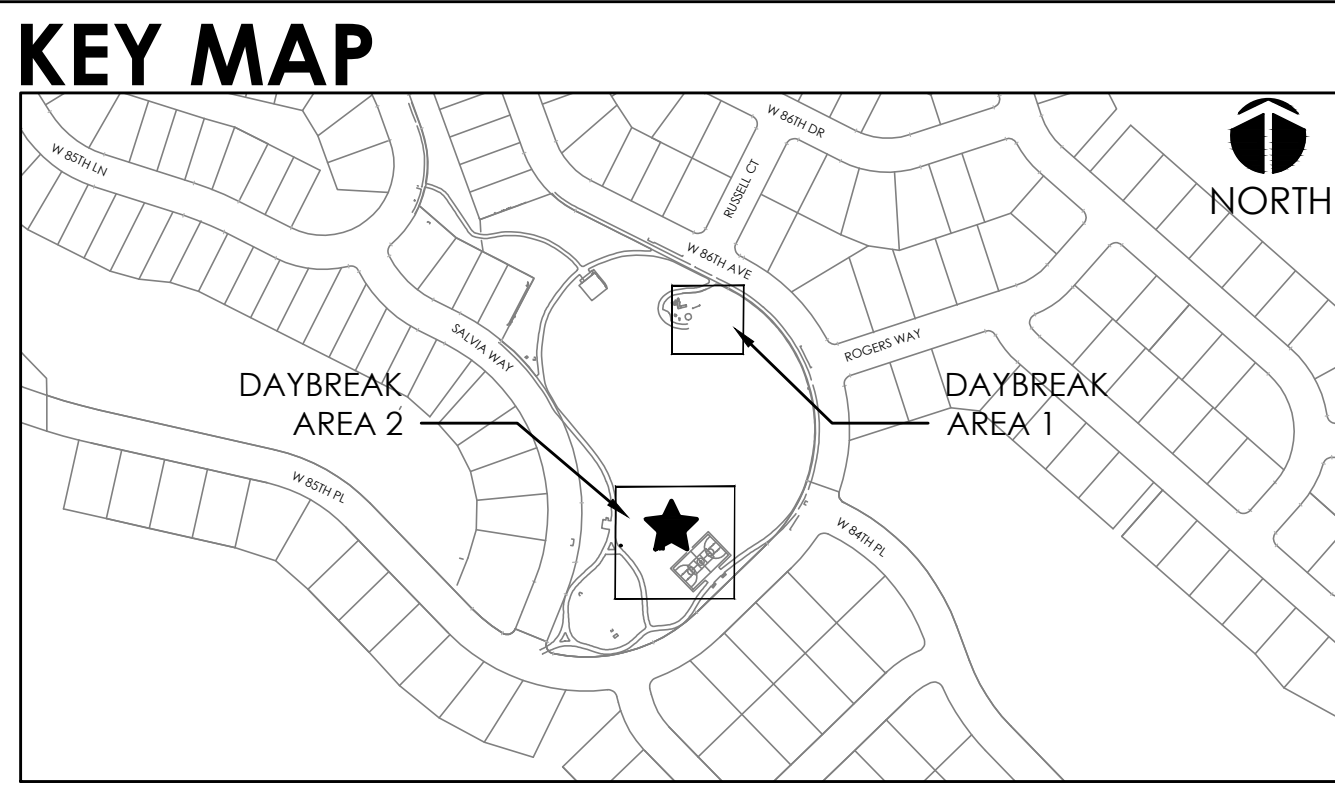 KEY MAP
W 86TH DR
W 85TH LN
RUSSELL CT
NORTH
W 86TH AVE
SALVIA WAY
ROGERS WAY
DAYBREAK
AREA 2
DAYBREAK
AREA 1
W 85TH PL
W 84TH PL